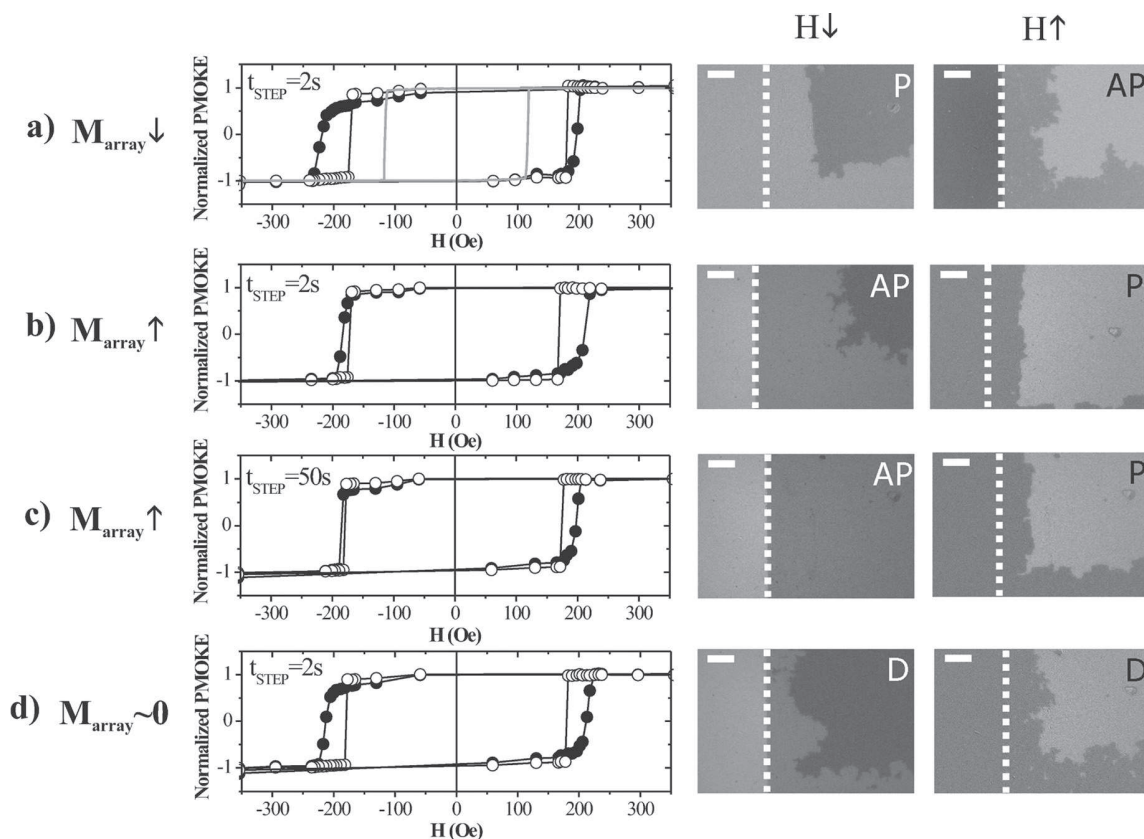 H↓
H↑
a) M_array↓
Normalized PMOKE
t_STEP=2s
1
0
-1
-300 -200 -100 0 100 200 300
H (Oe)
P
AP
b) M_array↑
Normalized PMOKE
t_STEP=2s
1
0
-1
-300 -200 -100 0 100 200 300
H (Oe)
AP
P
c) M_array↑
Normalized PMOKE
t_STEP=50s
1
0
-1
-300 -200 -100 0 100 200 300
H (Oe)
AP
P
d) M_array~0
Normalized PMOKE
t_STEP=2s
1
0
-1
-300 -200 -100 0 100 200 300
H (Oe)
D
D